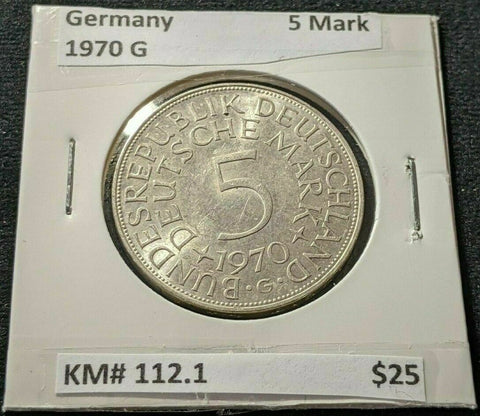 Germany 5 Mark
1970 G
BUNDESREPUBLIK DEUTSCHLAND
DEUTSCHE MARK
5
1970
·G·
KM# 112.1 $25